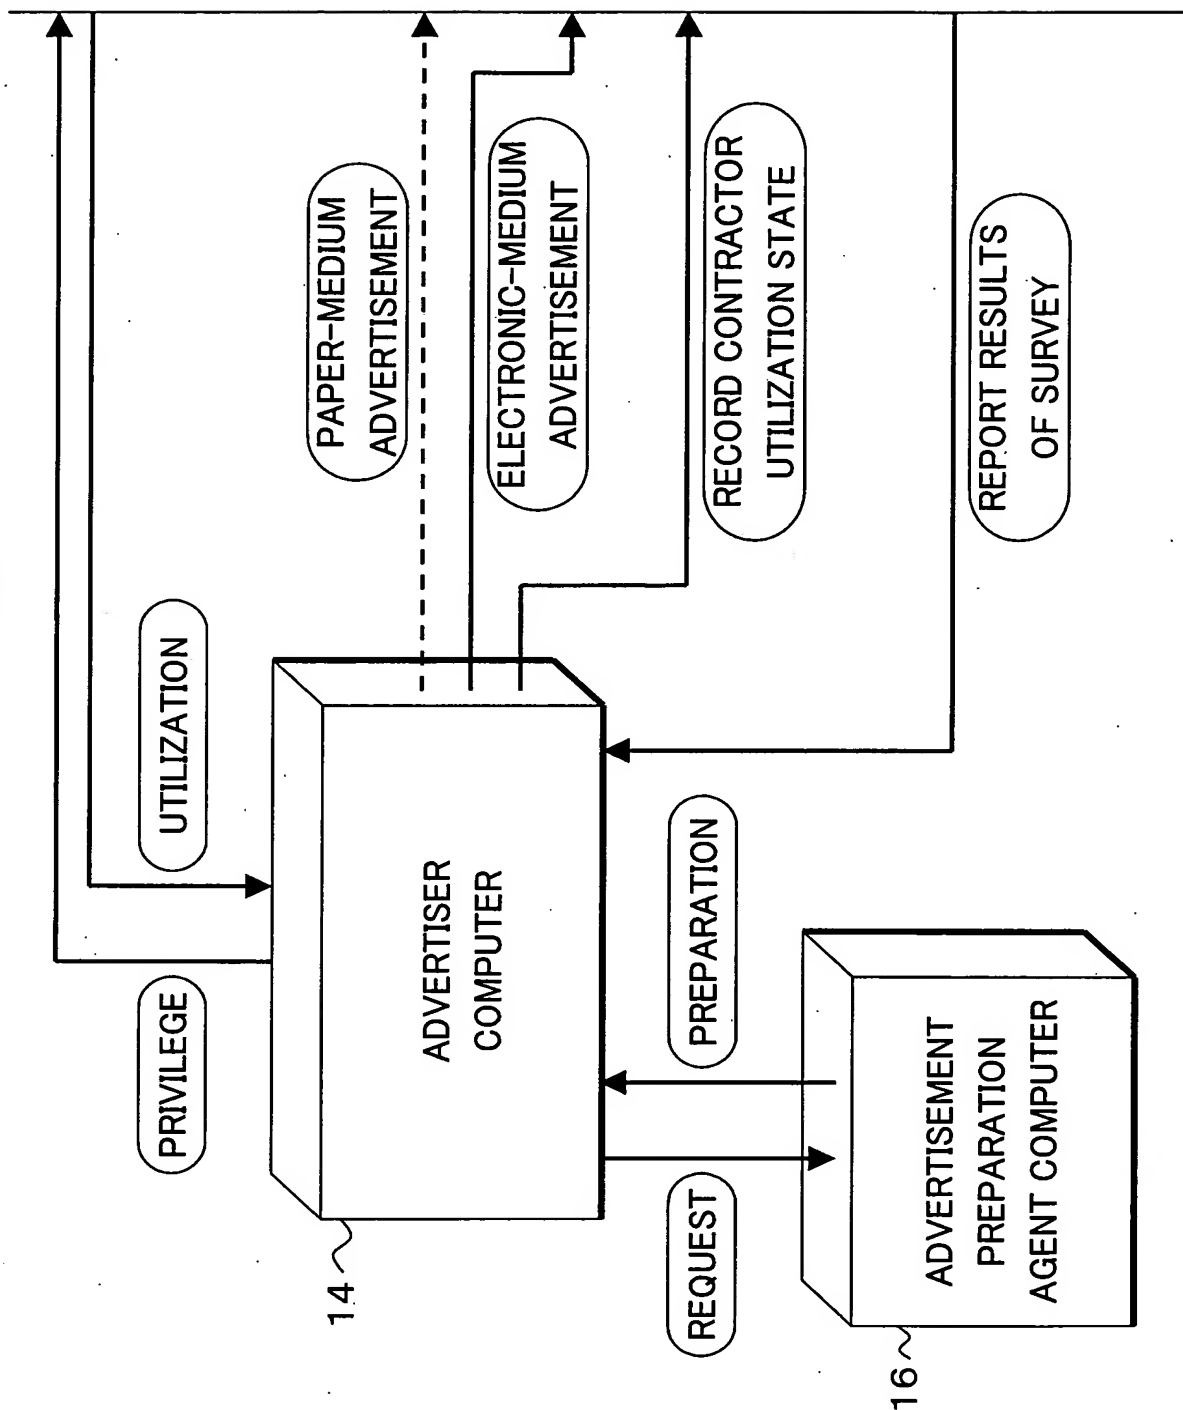 PRIVILEGE
UTILIZATION
14
ADVERTISER
COMPUTER
PAPER-MEDIUM
ADVERTISEMENT
ELECTRONIC-MEDIUM
ADVERTISEMENT
RECORD CONTRACTOR
UTILIZATION STATE
REQUEST
PREPARATION
REPORT RESULTS
OF SURVEY
16
ADVERTISEMENT
PREPARATION
AGENT COMPUTER